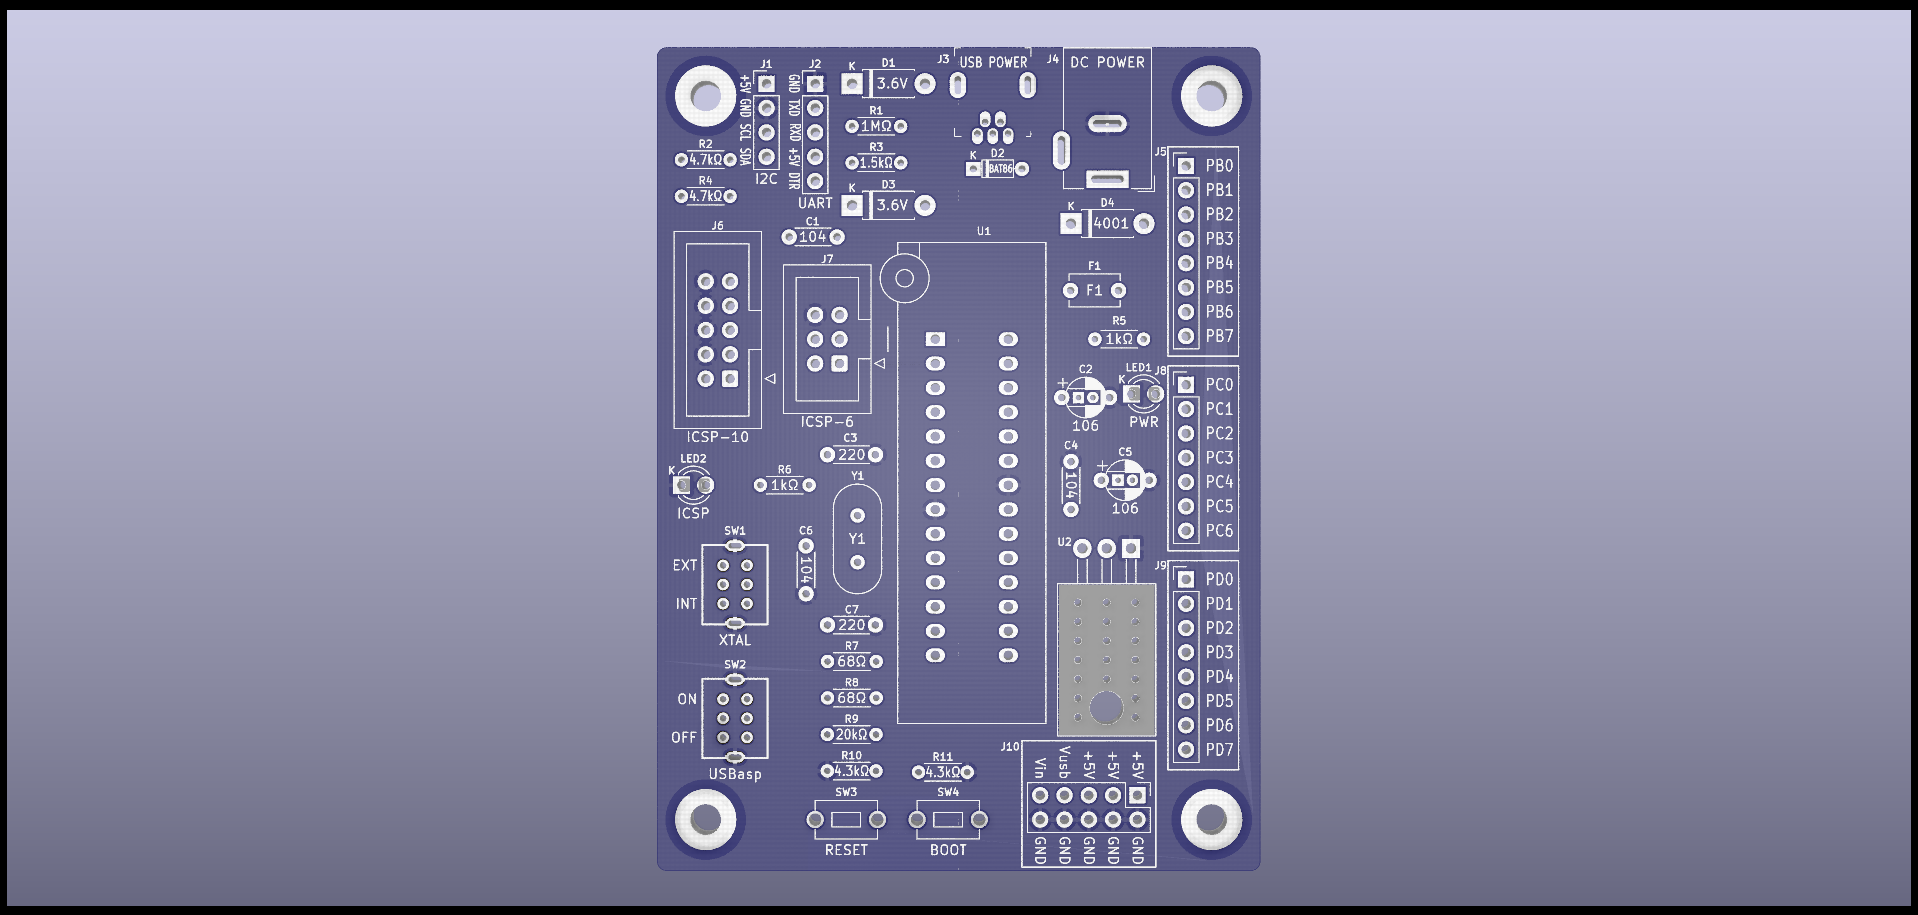 J1
J2
D1
J3
J4
K
3.6V
USB POWER
DC POWER
+5V
GND
SCL
SDA
I2C
GND
TXD
RXD
+5V
DTR
UART
R1
1MΩ
R2
4.7kΩ
R3
1.5kΩ
D2
K
BAT86
R4
4.7kΩ
D3
K
3.6V
D4
K
4001
C1
104
J5
PB0
PB1
PB2
PB3
PB4
PB5
PB6
PB7
J6
ICSP-10
J7
ICSP-6
U1
F1
F1
R5
1kΩ
C2
+
106
LED1
K
PWR
J8
PC0
PC1
PC2
PC3
PC4
PC5
PC6
C3
220
C4
104
C5
+
106
LED2
K
ICSP
R6
1kΩ
Y1
Y1
SW1
EXT
INT
XTAL
C6
104
U2
J9
PD0
PD1
PD2
PD3
PD4
PD5
PD6
PD7
C7
220
R7
68Ω
R8
68Ω
R9
20kΩ
R10
4.3kΩ
R11
4.3kΩ
SW2
ON
OFF
USBasp
SW3
RESET
SW4
BOOT
J10
Vin
Vusb
+5V
+5V
+5V
GND
GND
GND
GND
GND